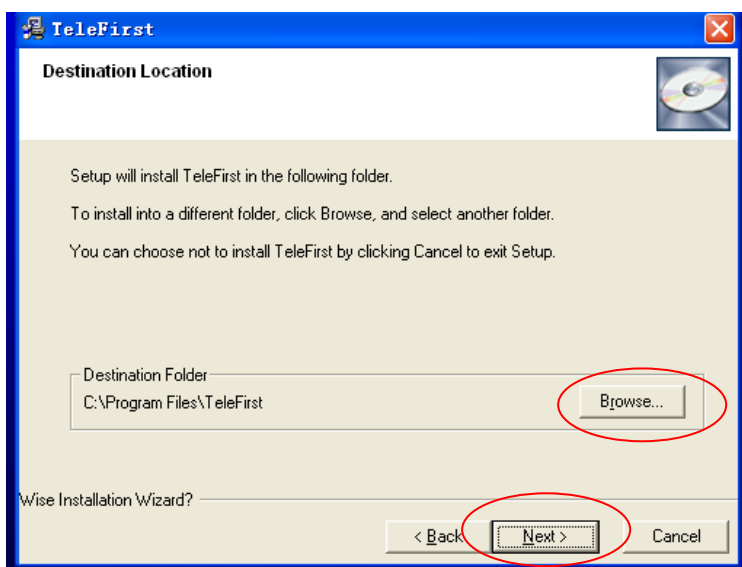 TeleFirst
Destination Location
Setup will install TeleFirst in the following folder.
To install into a different folder, click Browse, and select another folder.
You can choose not to install TeleFirst by clicking Cancel to exit Setup.
Destination Folder
C:\Program Files\TeleFirst
Browse...
Wise Installation Wizard?
< Back Next > Cancel